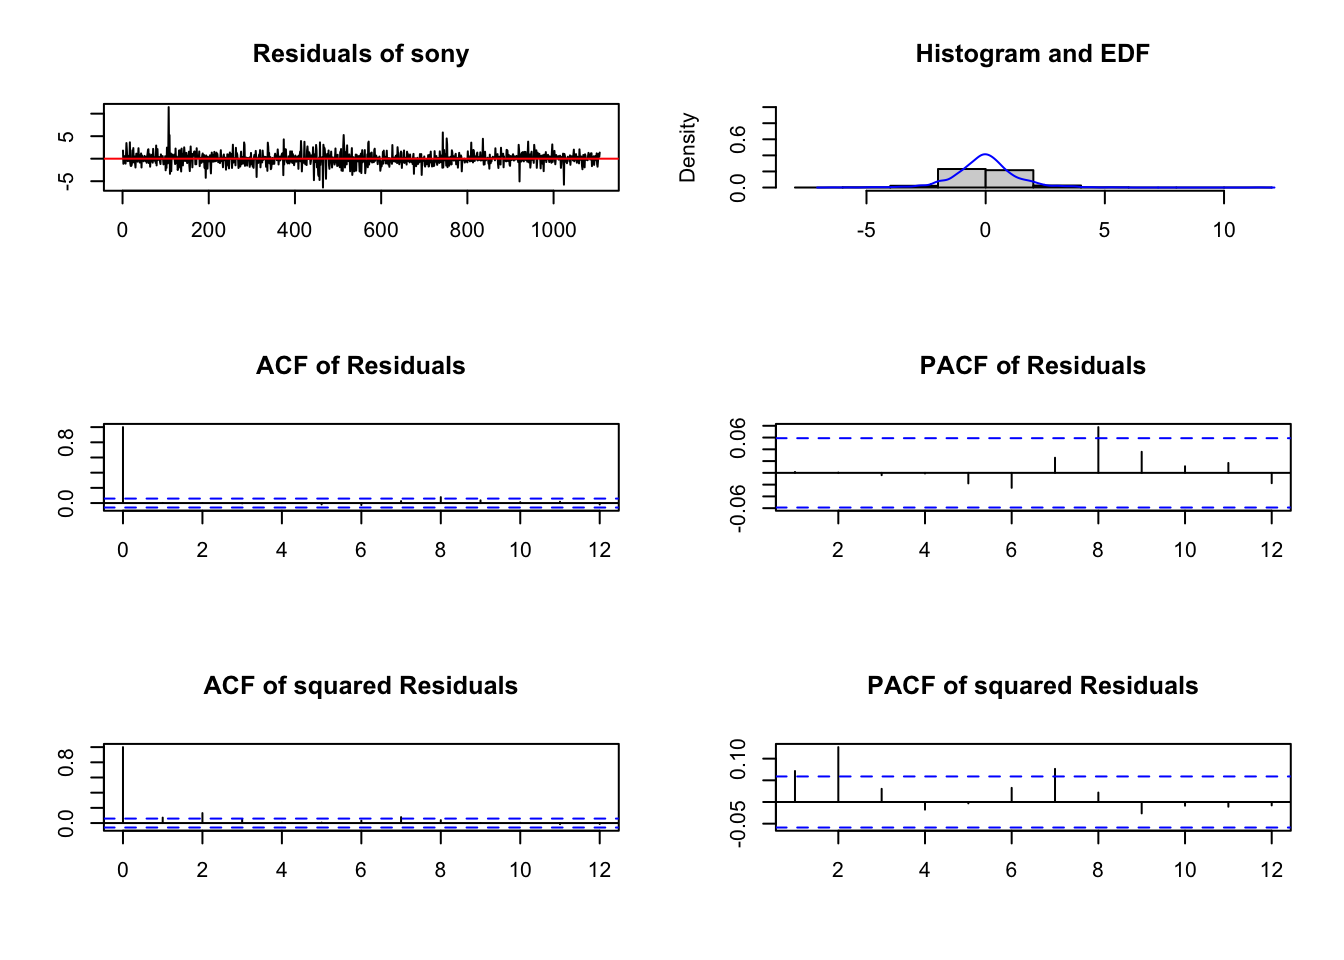 Residuals of sony
5
-5
0 200 400 600 800 1000
Histogram and EDF
Density
0.6
0.0
-5 0 5 10
ACF of Residuals
0.8
0.0
0 2 4 6 8 10 12
PACF of Residuals
0.06
-0.06
2 4 6 8 10 12
ACF of squared Residuals
0.8
0.0
0 2 4 6 8 10 12
PACF of squared Residuals
0.10
-0.05
2 4 6 8 10 12